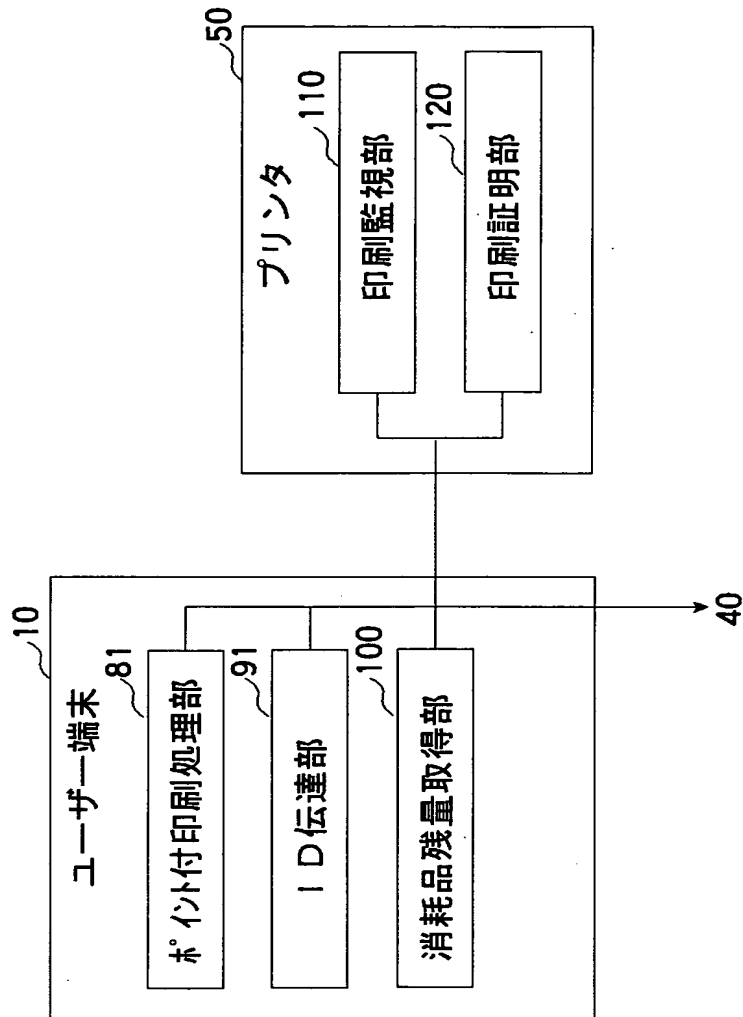 10
ユーザー端末
81
ポイント付印刷処理部
91
ID伝達部
100
消耗品残量取得部
40
50
プリンタ
110
印刷監視部
120
印刷証明部